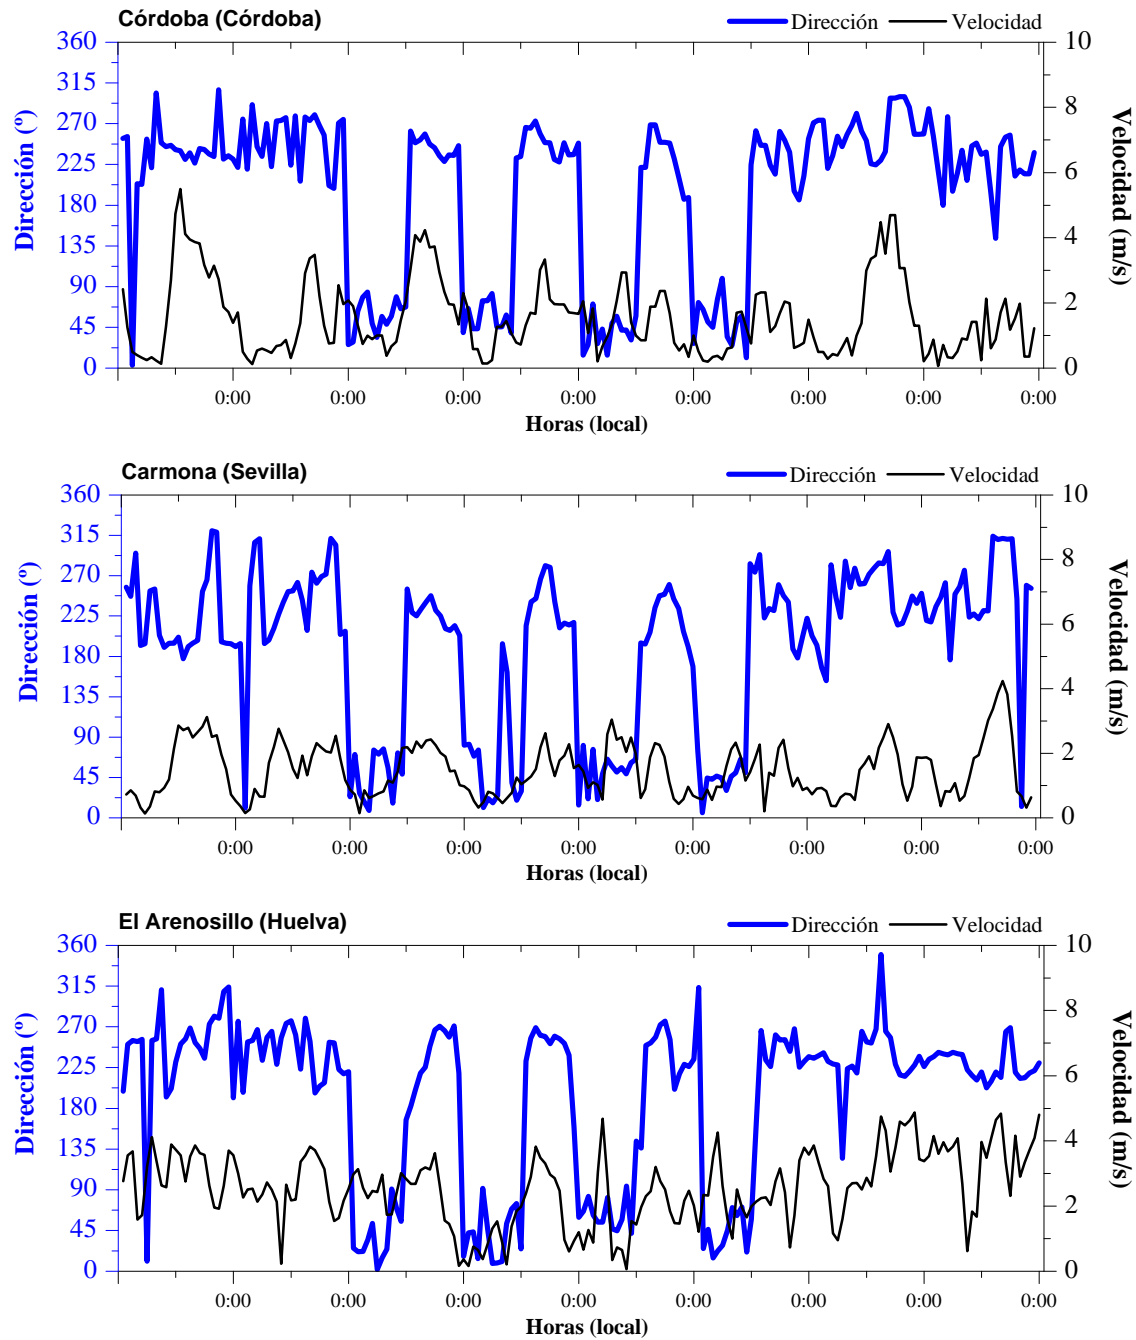 Córdoba (Córdoba)
Dirección Velocidad
360 10
315
270 8
225 6
180
135 4
90
45 2
0 0
Dirección (º)
Velocidad (m/s)
0:00 0:00 0:00 0:00 0:00 0:00 0:00 0:00
Horas (local)
Carmona (Sevilla)
Dirección Velocidad
360 10
315
270 8
225 6
180
135 4
90
45 2
0 0
Dirección (º)
Velocidad (m/s)
0:00 0:00 0:00 0:00 0:00 0:00 0:00 0:00
Horas (local)
El Arenosillo (Huelva)
Dirección Velocidad
360 10
315
270 8
225 6
180
135 4
90
45 2
0 0
Dirección (º)
Velocidad (m/s)
0:00 0:00 0:00 0:00 0:00 0:00 0:00 0:00
Horas (local)